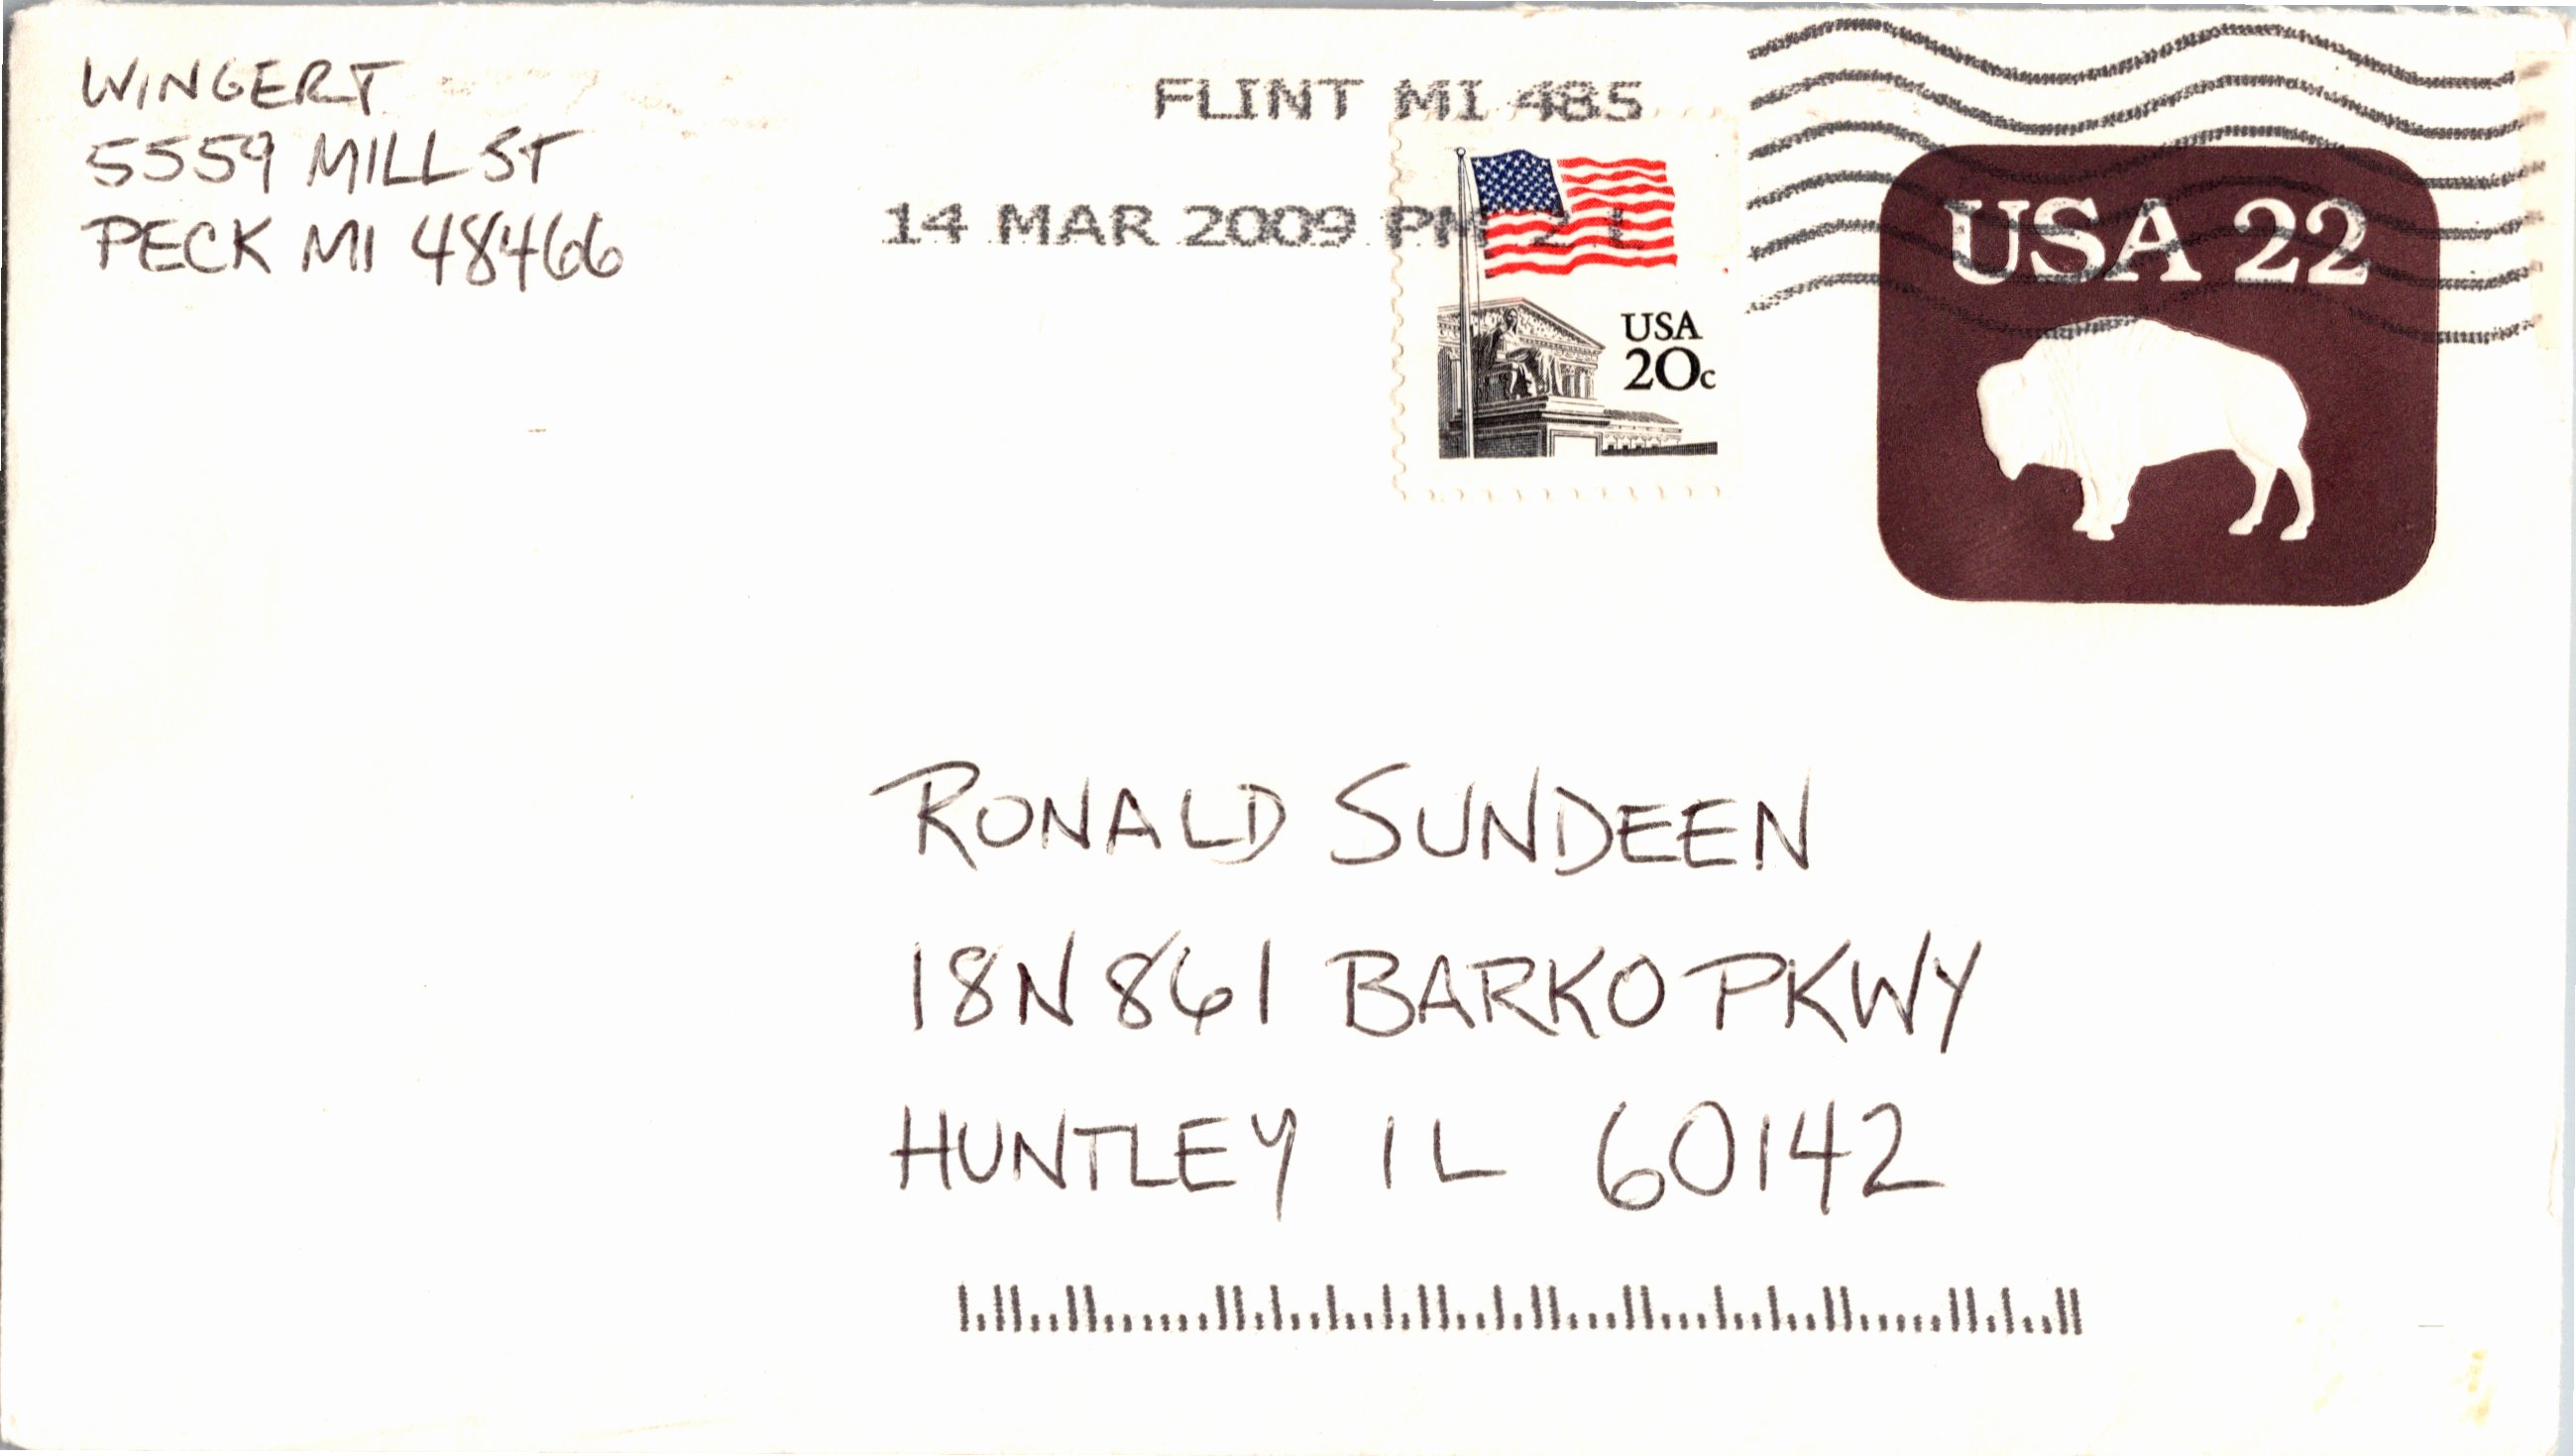 WINGERT
5559 MILL ST
PECK MI 48466
FLINT MI 485
14 MAR 2009 PM 2 L
USA
20c
USA 22
RONALD SUNDEEN
18N861 BARKO PKWY
HUNTLEY IL 60142